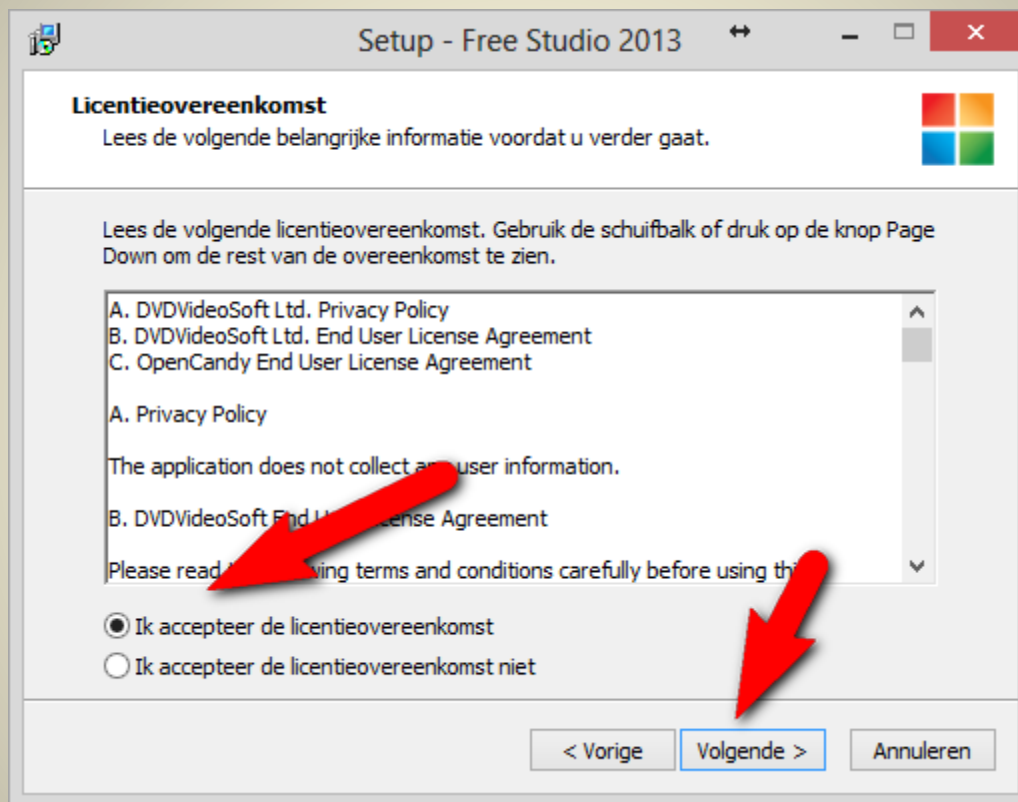 Setup - Free Studio 2013
Licentieovereenkomst
Lees de volgende belangrijke informatie voordat u verder gaat.
Lees de volgende licentieovereenkomst. Gebruik de schuifbalk of druk op de knop Page
Down om de rest van de overeenkomst te zien.
A. DVDVideoSoft Ltd. Privacy Policy
B. DVDVideoSoft Ltd. End User License Agreement
C. OpenCandy End User License Agreement
A. Privacy Policy
The application does not collect any user information.
B. DVDVideoSoft End User License Agreement
Please read following terms and conditions carefully before using
Ik accepteer de licentieovereenkomst
Ik accepteer de licentieovereenkomst niet
< Vorige
Volgende >
Annuleren